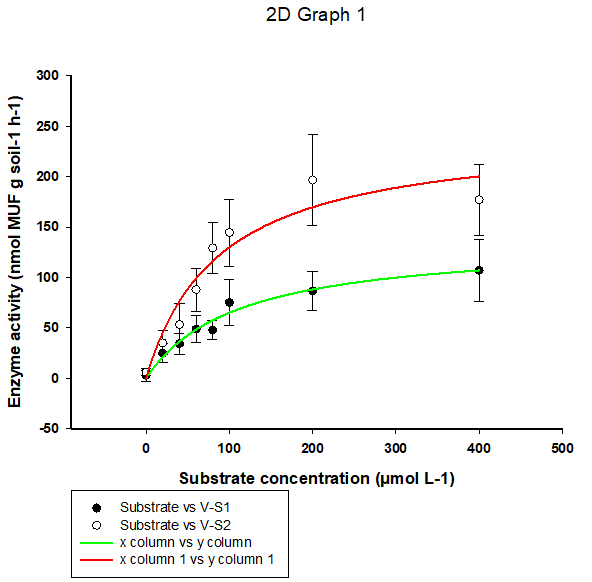 2D Graph 1
Enzyme activity (nmol MUF g soil-1 h-1)
300
250
200
150
100
50
0
-50
0 100 200 300 400 500
Substrate concentration (µmol L-1)
Substrate vs V-S1
Substrate vs V-S2
x column vs y column
x column 1 vs y column 1